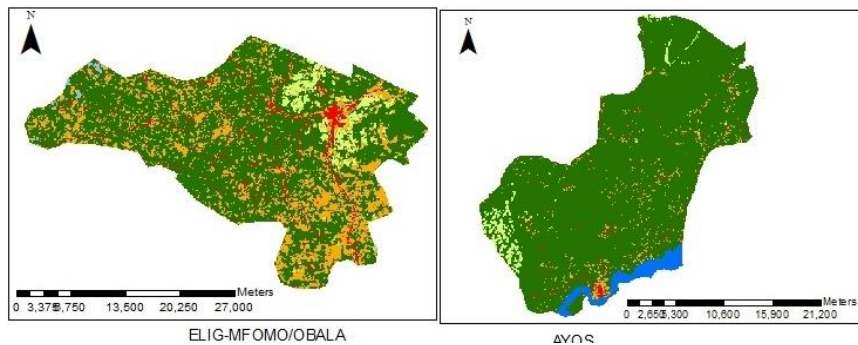 N
N
Meters
0 3,375 6,750 13,500 20,250 27,000
Meters
0 2,650 5,300 10,600 15,900 21,200
ELIG-MFOMO/OBALA
AYOS